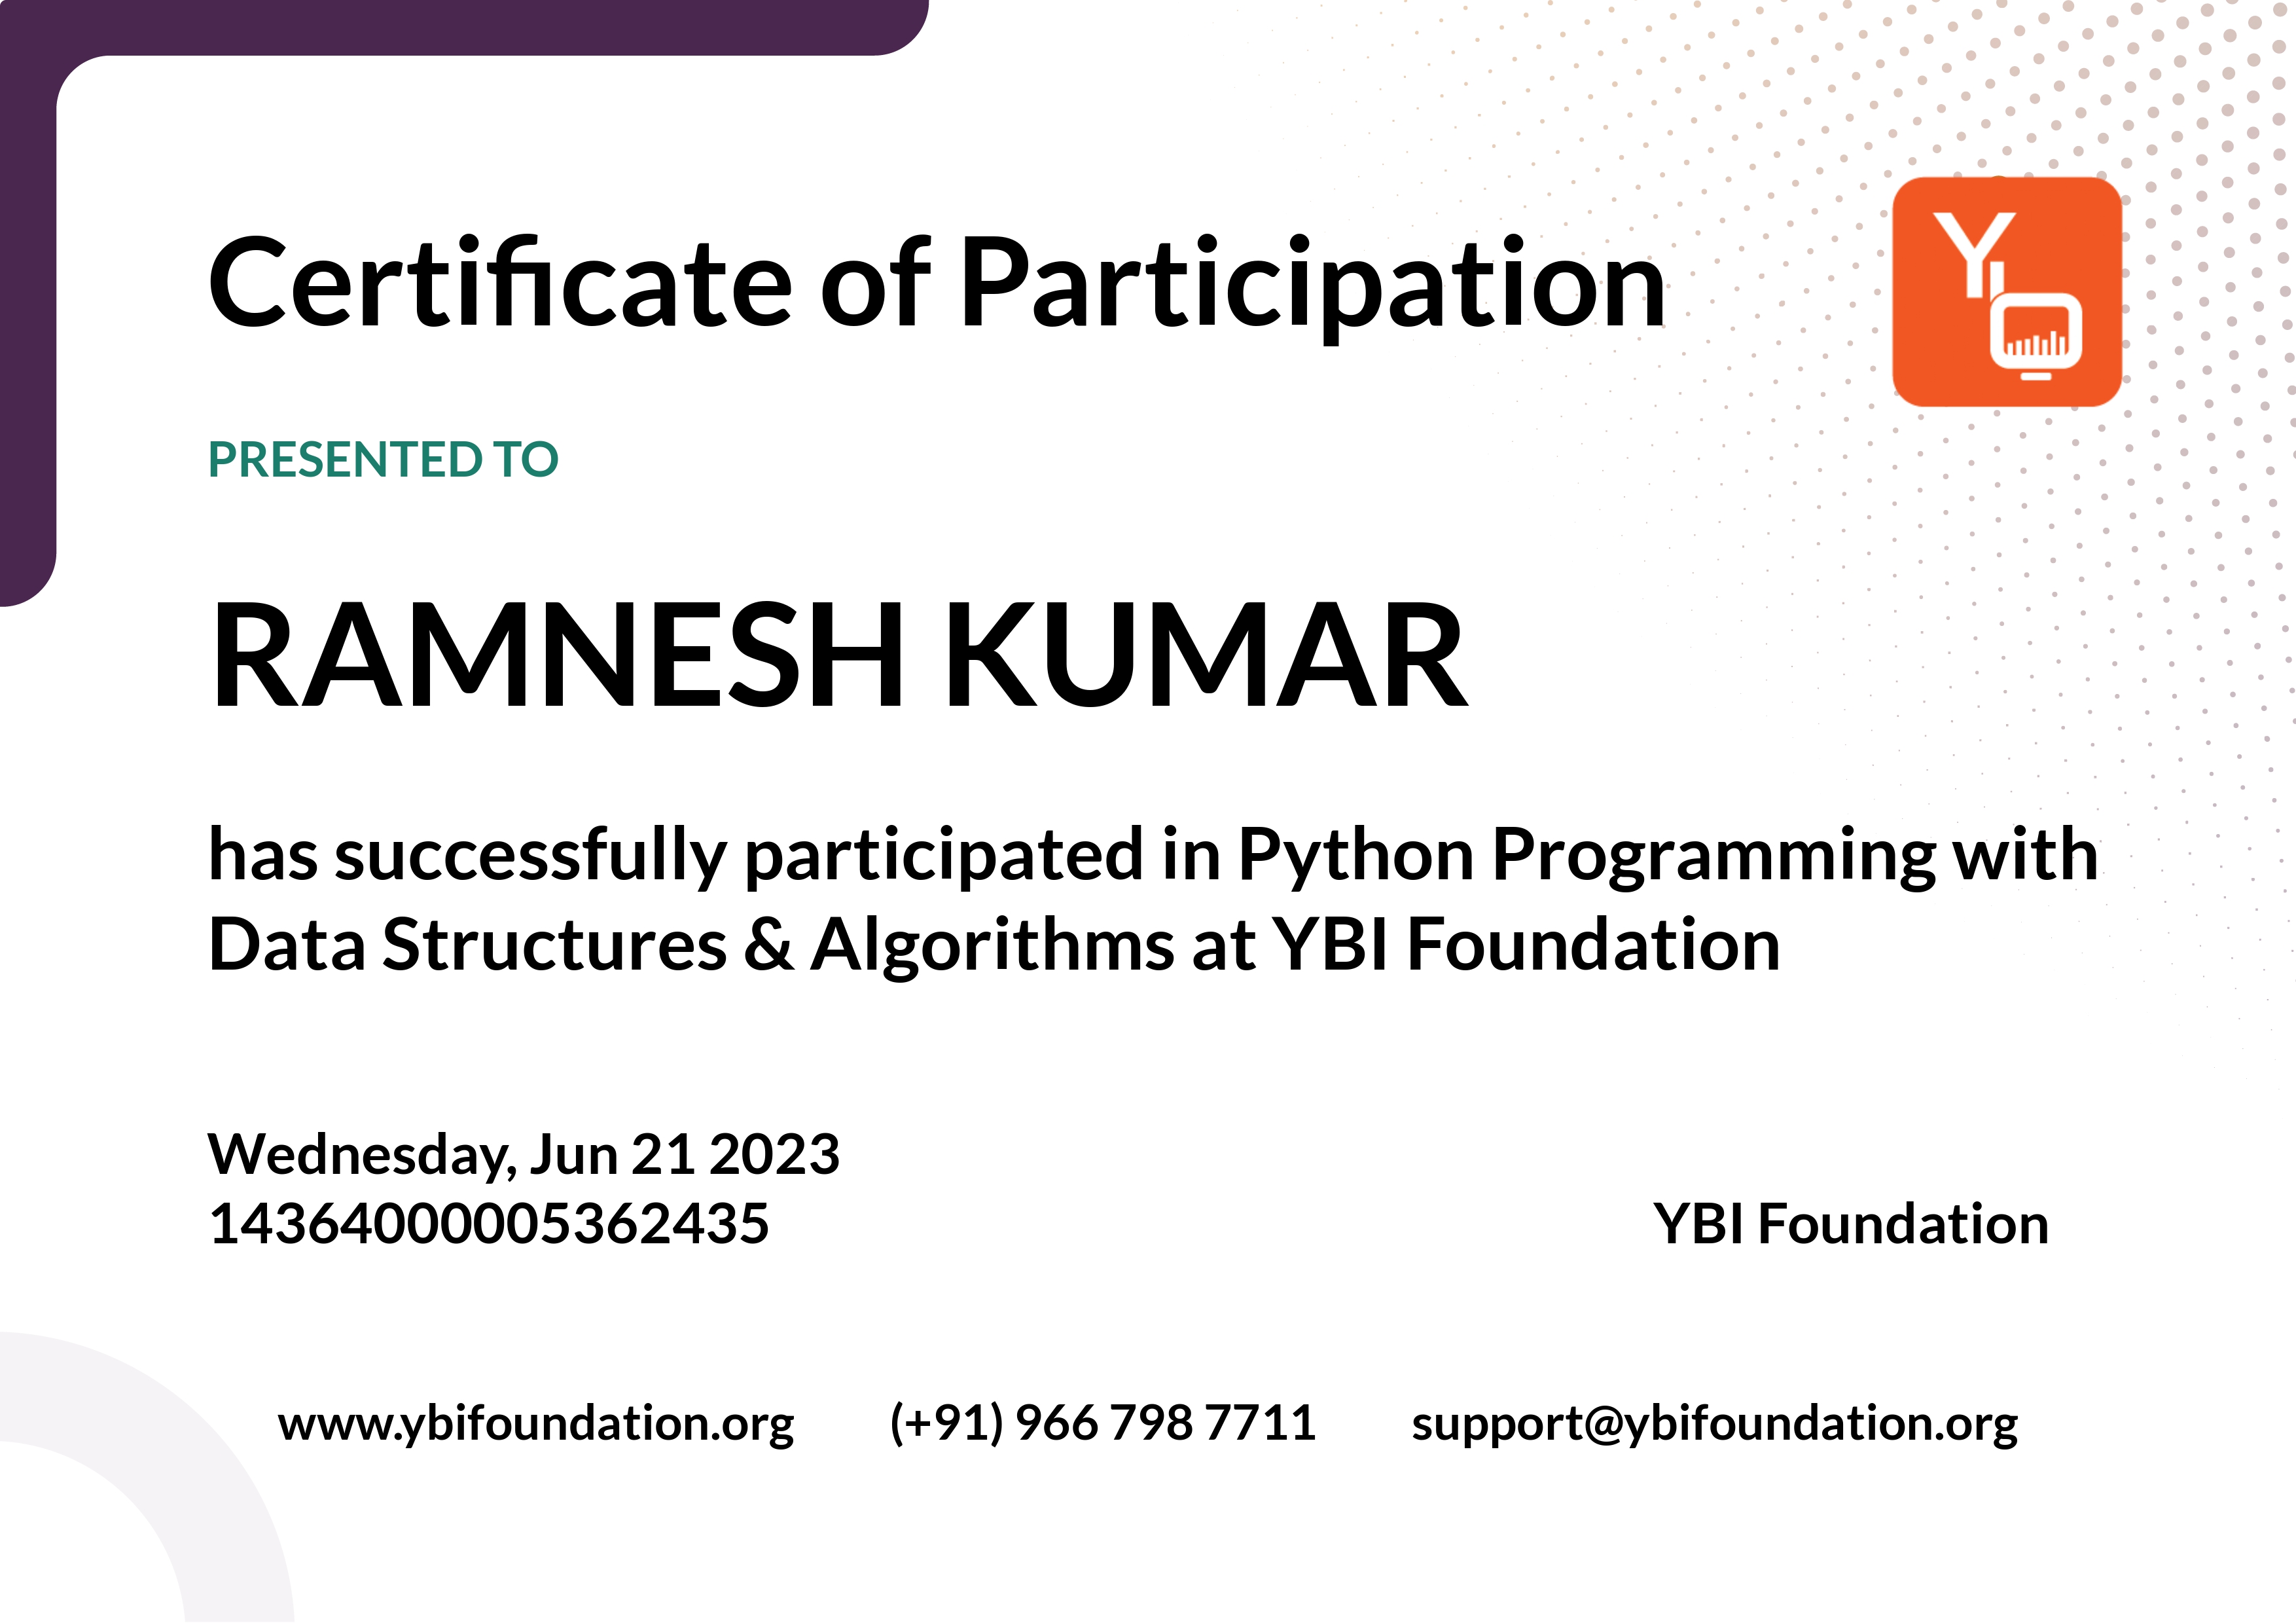 Certificate of Participation
YI
PRESENTED TO
RAMNESH KUMAR
has successfully participated in Python Programming with
Data Structures & Algorithms at YBI Foundation
Wednesday, Jun 21 2023
14364000005362435
YBI Foundation
www.ybifoundation.org (+91) 966 798 7711 support@ybifoundation.org